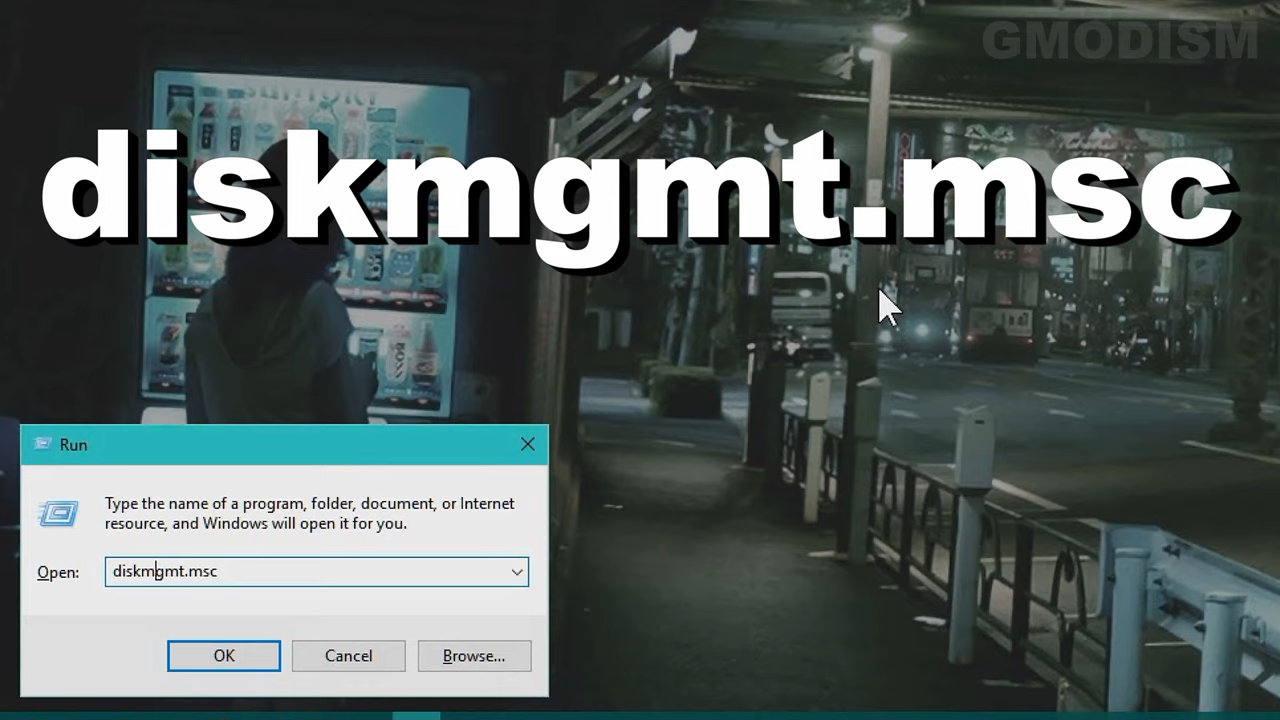 GMODISM
diskmgmt.msc
Run
Type the name of a program, folder, document, or Internet
resource, and Windows will open it for you.
Open:
diskmgmt.msc
OK
Cancel
Browse...